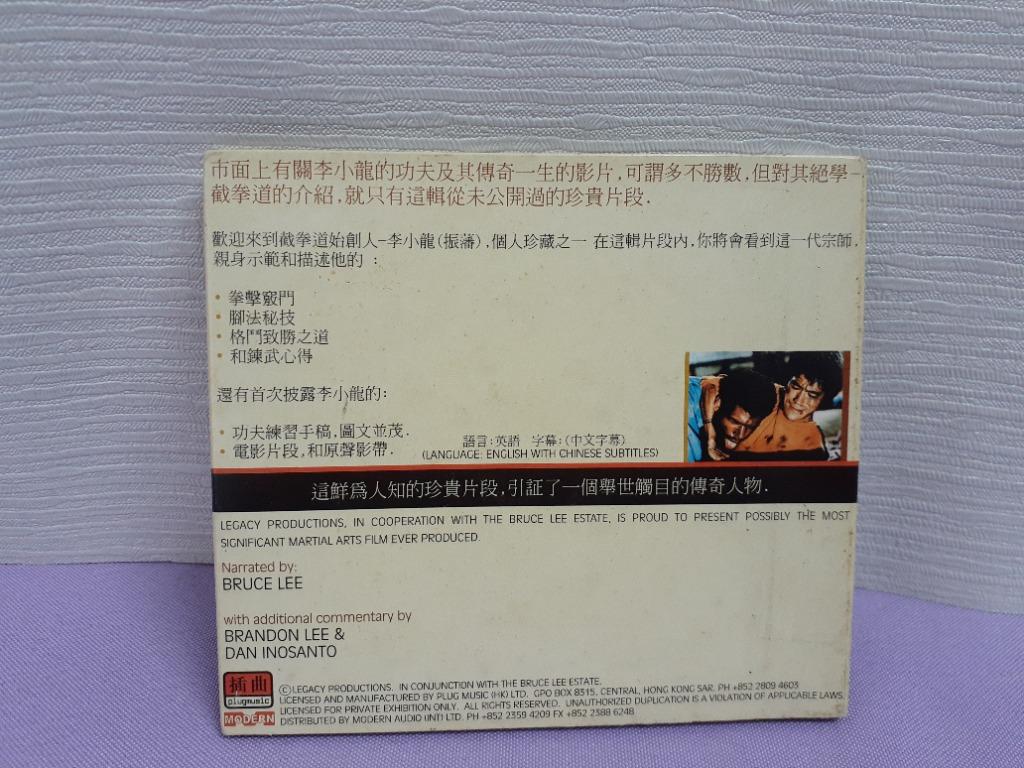 市面上有關李小龍的功夫及其傳奇一生的影片,可謂多不勝數,但對其絕學–
截拳道的介紹,就只有這輯從未公開過的珍貴片段.
歡迎來到截拳道始創人–李小龍(振藩),個人珍藏之一 在這輯片段內,你將會看到這一代宗師,
親身示範和描述他的 :
• 拳擊竅門
• 腳法秘技
• 格鬥致勝之道
• 和鍊武心得
還有首次披露李小龍的:
• 功夫練習手稿,圖文並茂.
• 電影片段,和原聲影帶.
語言:英語 字幕:(中文字幕)
(LANGUAGE: ENGLISH WITH CHINESE SUBTITLES)
這鮮爲人知的珍貴片段,引証了一個舉世觸目的傳奇人物.
LEGACY PRODUCTIONS, IN COOPERATION WITH THE BRUCE LEE ESTATE, IS PROUD TO PRESENT POSSIBLY THE MOST
SIGNIFICANT MARTIAL ARTS FILM EVER PRODUCED.
Narrated by:
BRUCE LEE
with additional commentary by
BRANDON LEE &
DAN INOSANTO
插曲
plugmusic
MODERN
©LEGACY PRODUCTIONS. IN CONJUNCTION WITH THE BRUCE LEE ESTATE.
LICENSED AND MANUFACTURED BY PLUG MUSIC (HK) LTD. GPO BOX 8315, CENTRAL, HONG KONG SAR. PH +852 2809 4603
LICENSED FOR PRIVATE EXHIBITION ONLY. ALL RIGHTS RESERVED. UNAUTHORIZED DUPLICATION IS A VIOLATION OF APPLICABLE LAWS.
DISTRIBUTED BY MODERN AUDIO (INT) LTD. PH +852 2359 4209 FX +852 2388 6248